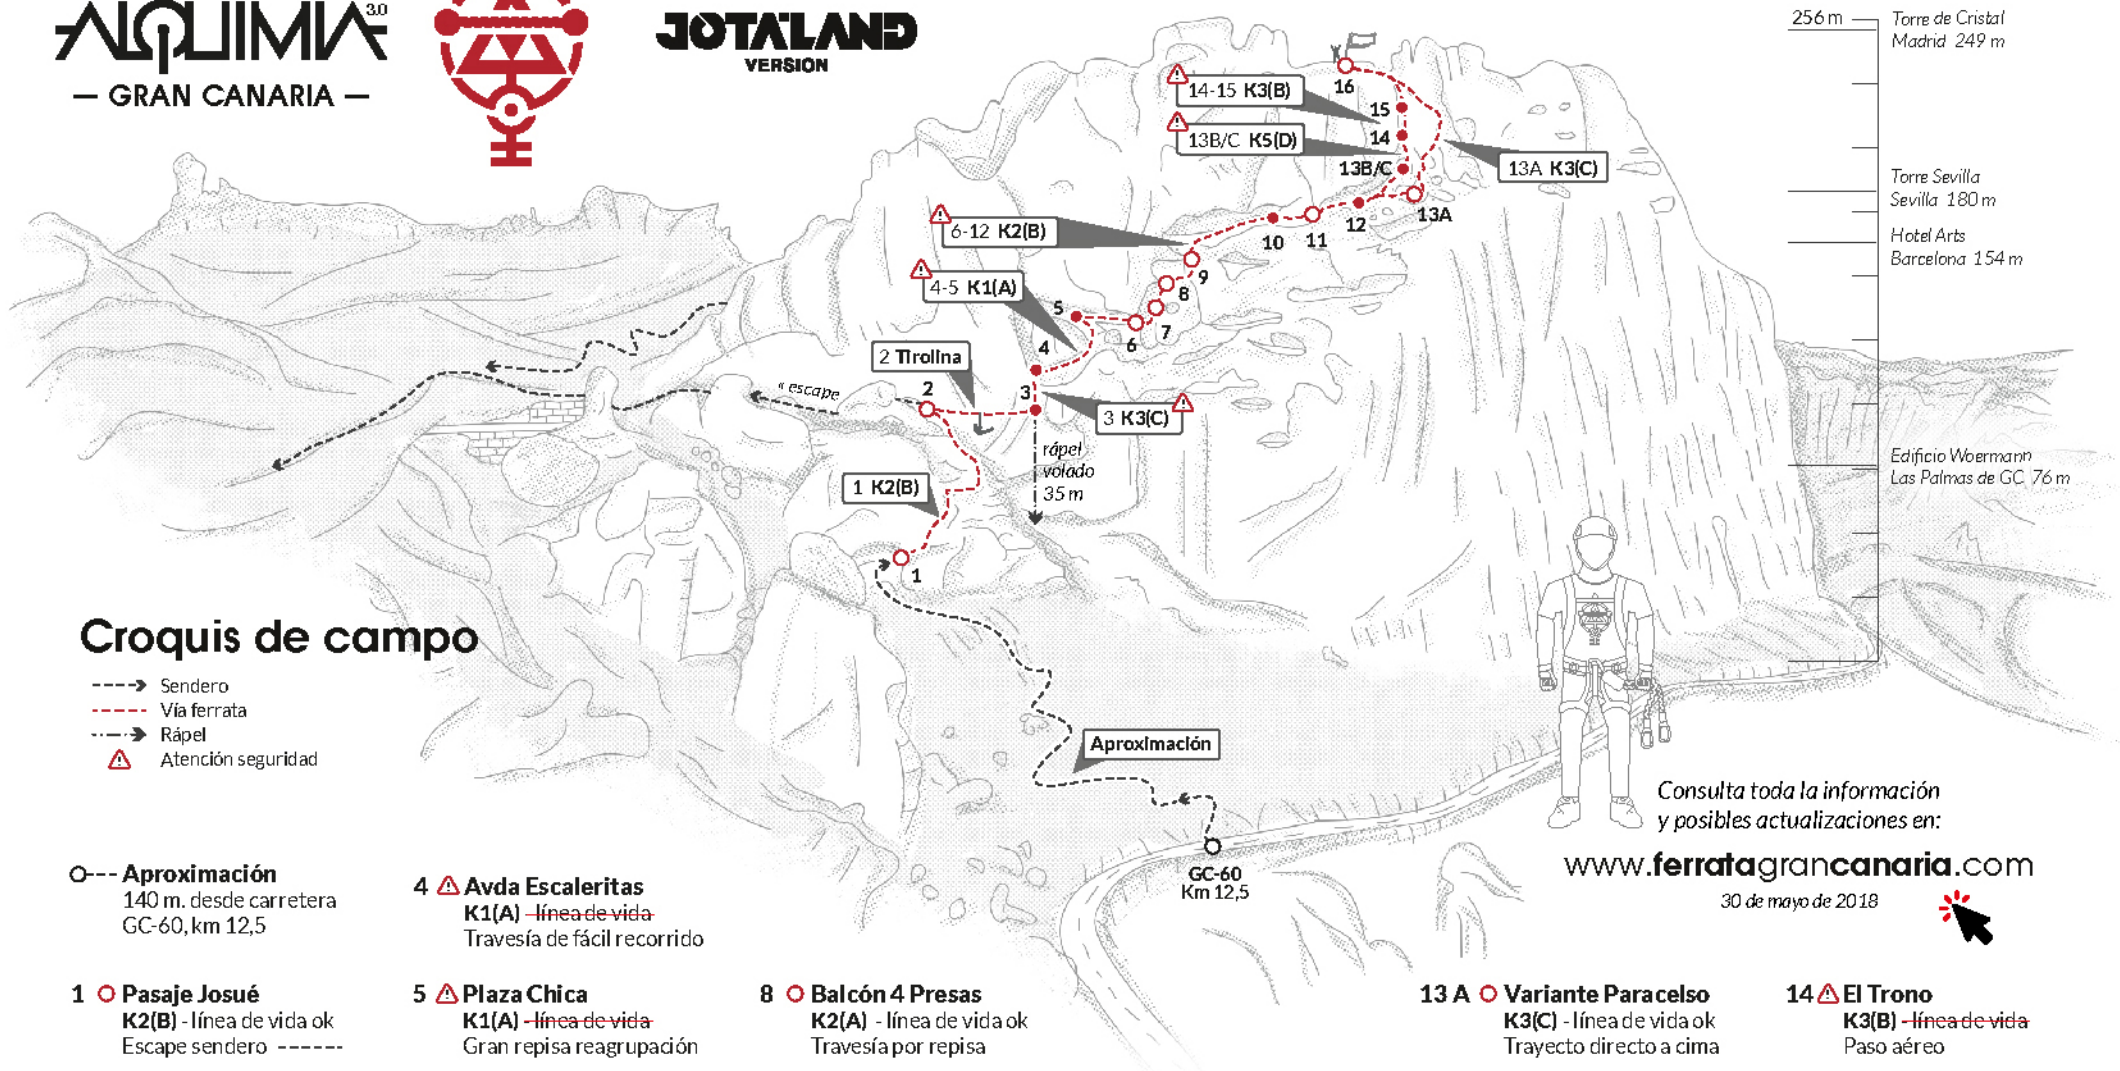 ALQUIMIA 3.0
— GRAN CANARIA —
JOTALAND
VERSION
256 m
Torre de Cristal
Madrid 249 m
Torre Sevilla
Sevilla 180 m
Hotel Arts
Barcelona 154 m
Edificio Woermann
Las Palmas de GC 76 m
16
14-15 K3(B)
15
14
13B/C K5(D)
13B/C
13A K3(C)
13A
12
11
10
6-12 K2(B)
9
8
7
6
4-5 K1(A)
5
4
2 Tirolina
« escape
2
3
3 K3(C)
rápel
volado
35 m
1 K2(B)
1
Aproximación
GC-60
Km 12,5
Croquis de campo
Sendero
Vía ferrata
Rápel
Atención seguridad
Consulta toda la información
y posibles actualizaciones en:
www.ferratagrancanaria.com
30 de mayo de 2018
Aproximación
140 m. desde carretera
GC-60, km 12,5
1 Pasaje Josué
K2(B) - línea de vida ok
Escape sendero ------
4 Avda Escaleritas
K1(A) - línea de vida
Travesía de fácil recorrido
5 Plaza Chica
K1(A) - línea de vida
Gran repisa reagrupación
8 Balcón 4 Presas
K2(A) - línea de vida ok
Travesía por repisa
13 A Variante Paracelso
K3(C) - línea de vida ok
Trayecto directo a cima
14 El Trono
K3(B) - línea de vida
Paso aéreo